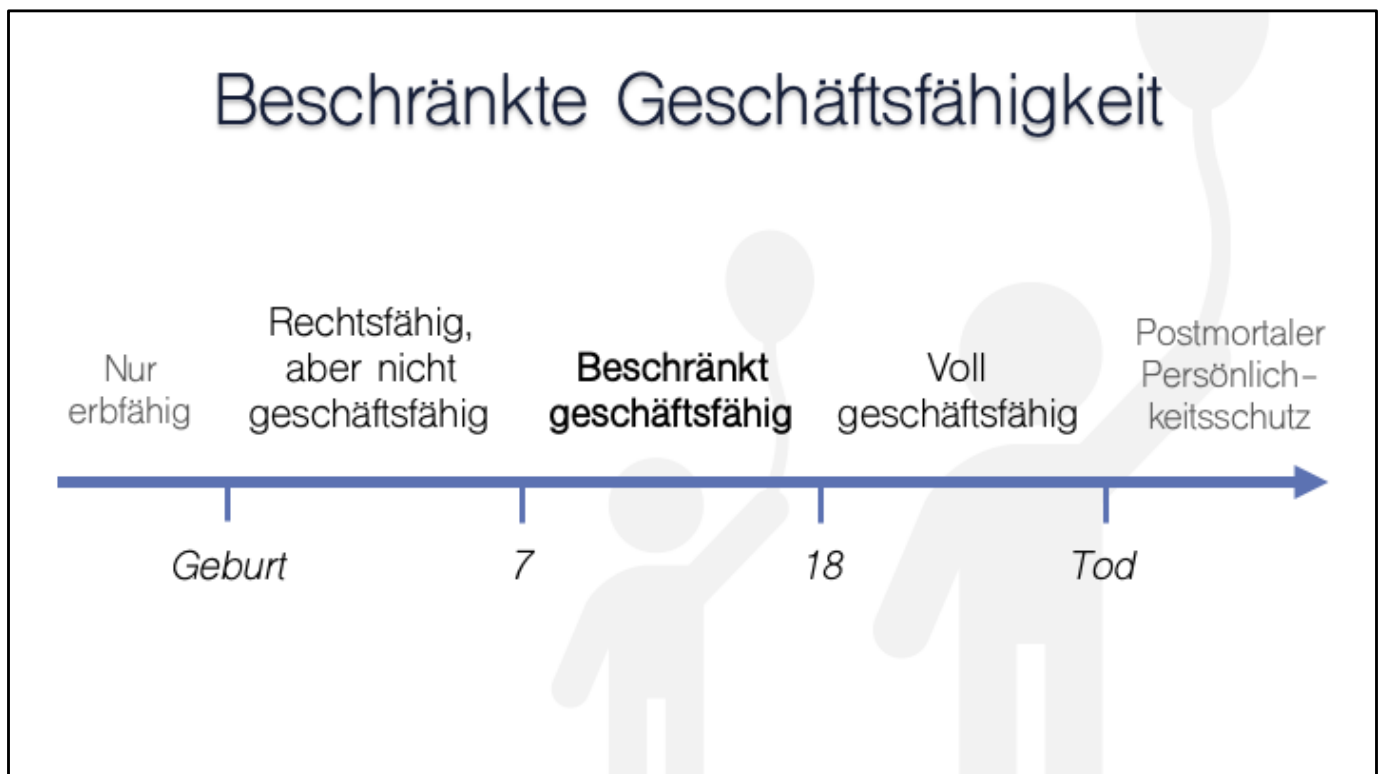 Beschränkte Geschäftsfähigkeit
Nur
erbfähig
Rechtsfähig,
aber nicht
geschäftsfähig
Beschränkt
geschäftsfähig
Voll
geschäftsfähig
Postmortaler
Persönlich-
keitsschutz
Geburt
7
18
Tod